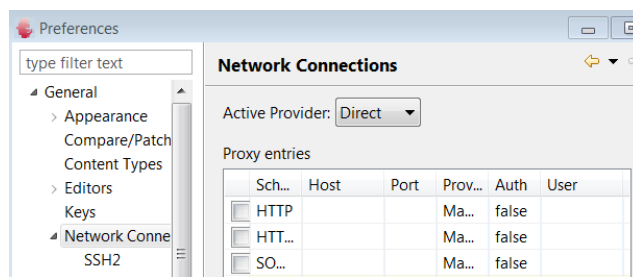 Preferences
type filter text
General
Appearance
Compare/Patch
Content Types
Editors
Keys
Network Conne
SSH2
Network Connections
Active Provider: Direct
Proxy entries
Sch... Host Port Prov... Auth User
HTTP Ma... false
HTT... Ma... false
SO... Ma... false